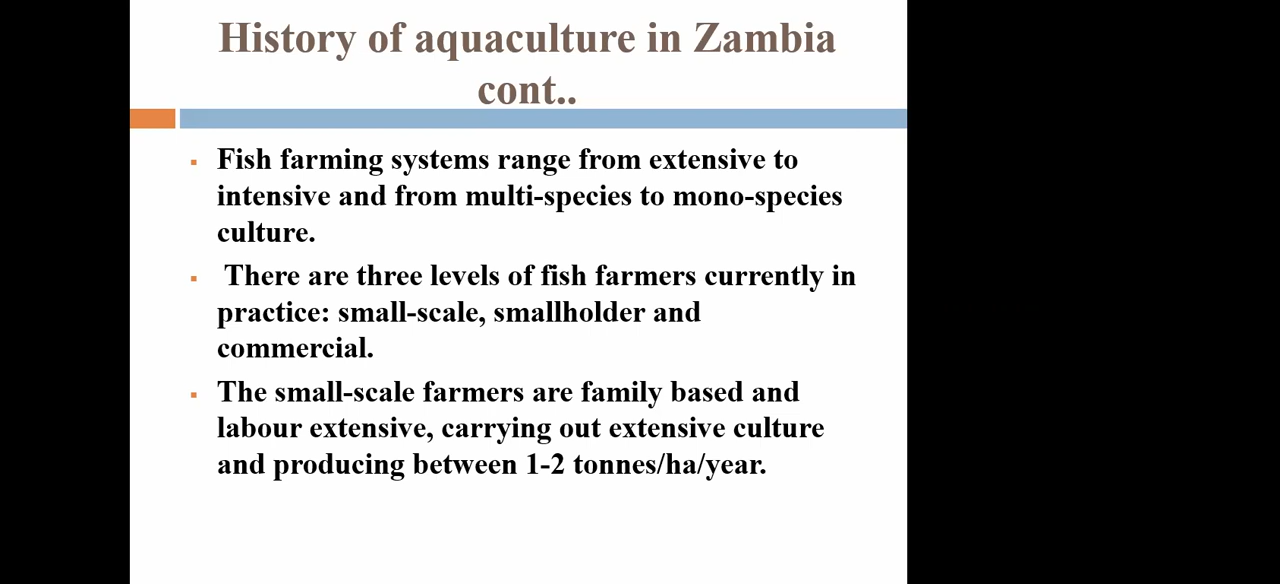 History of aquaculture in Zambia
cont..
▪ Fish farming systems range from extensive to
intensive and from multi-species to mono-species
culture.
▪ There are three levels of fish farmers currently in
practice: small-scale, smallholder and
commercial.
▪ The small-scale farmers are family based and
labour extensive, carrying out extensive culture
and producing between 1-2 tonnes/ha/year.